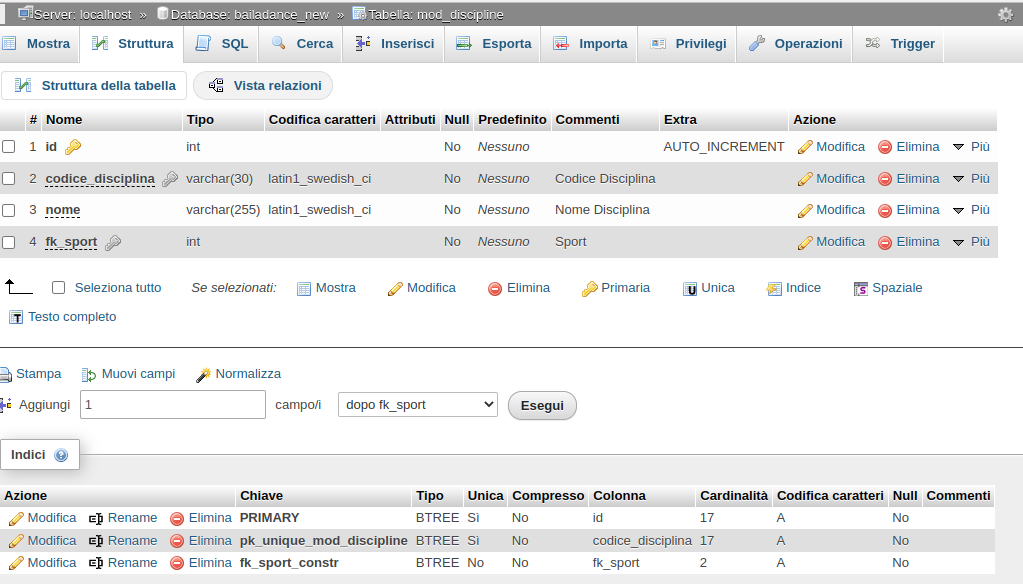 Server: localhost » Database: bailadance_new » Tabella: mod_discipline
Mostra Struttura SQL Cerca Inserisci Esporta Importa Privilegi Operazioni Trigger
Struttura della tabella Vista relazioni
# Nome Tipo Codifica caratteri Attributi Null Predefinito Commenti Extra Azione
1 id int No Nessuno AUTO_INCREMENT Modifica Elimina Più
2 codice_disciplina varchar(30) latin1_swedish_ci No Nessuno Codice Disciplina Modifica Elimina Più
3 nome varchar(255) latin1_swedish_ci No Nessuno Nome Disciplina Modifica Elimina Più
4 fk_sport int No Nessuno Sport Modifica Elimina Più
Seleziona tutto Se selezionati: Mostra Modifica Elimina Primaria Unica Indice Spaziale
Testo completo
Stampa Muovi campi Normalizza
Aggiungi 1 campo/i dopo fk_sport Esegui
Indici
Azione Chiave Tipo Unica Compresso Colonna Cardinalità Codifica caratteri Null Commenti
Modifica Rename Elimina PRIMARY BTREE Sì No id 17 A No
Modifica Rename Elimina pk_unique_mod_discipline BTREE Sì No codice_disciplina 17 A No
Modifica Rename Elimina fk_sport_constr BTREE No No fk_sport 2 A No